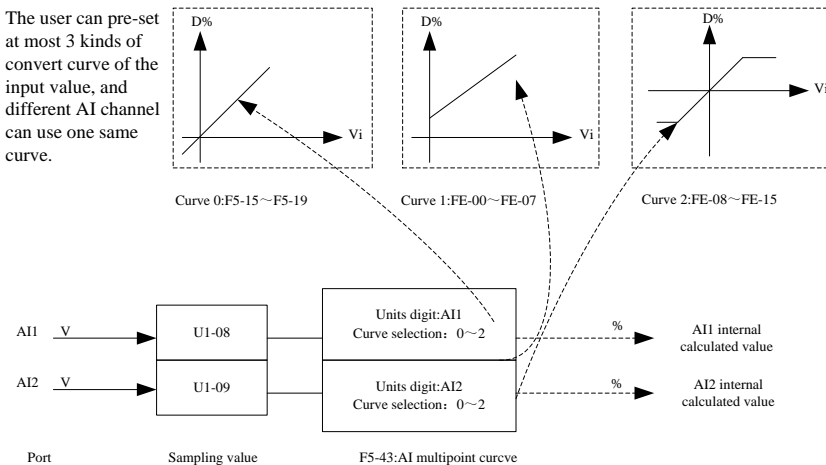 The user can pre-set
at most 3 kinds of
convert curve of the
input value, and
different AI channel
can use one same
curve.
D%
Vi
Curve 0:F5-15～F5-19
D%
Vi
Curve 1:FE-00～FE-07
D%
Vi
Curve 2:FE-08～FE-15
AI1
V
U1-08
Units digit:AI1
Curve selection：0～2
%
AI1 internal
calculated value
AI2
V
U1-09
Units digit:AI2
Curve selection：0～2
%
AI2 internal
calculated value
Port
Sampling value
F5-43:AI multipoint curcve